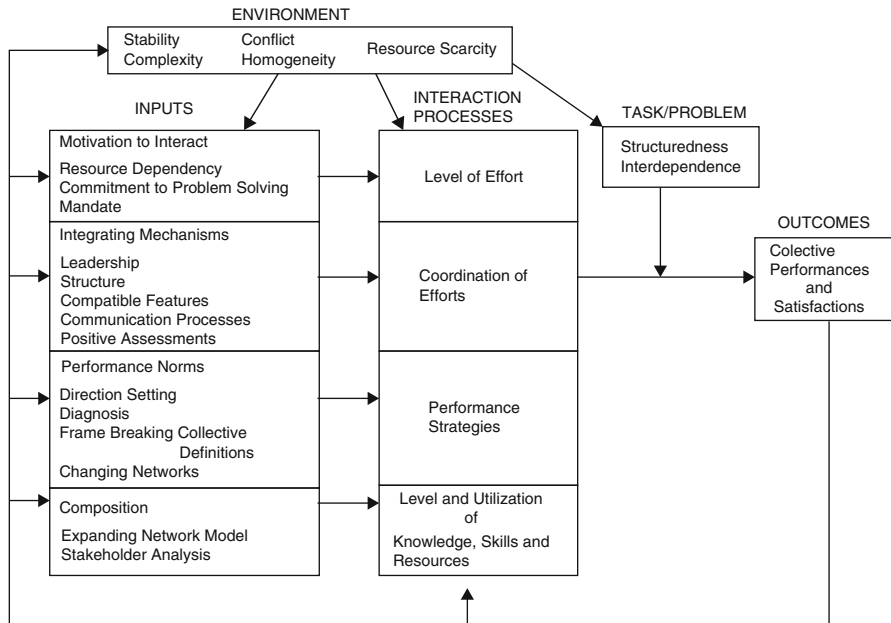 ENVIRONMENT
Stability Conflict Resource Scarcity
Complexity Homogeneity
INPUTS
INTERACTION
PROCESSES
TASK/PROBLEM
Structuredness
Interdependence
Motivation to Interact
Resource Dependency
Commitment to Problem Solving
Mandate
Level of Effort
Integrating Mechanisms
Leadership
Structure
Compatible Features
Communication Processes
Positive Assessments
Coordination of
Efforts
OUTCOMES
Colective
Performances
and
Satisfactions
Performance Norms
Direction Setting
Diagnosis
Frame Breaking Collective
Definitions
Changing Networks
Performance
Strategies
Composition
Expanding Network Model
Stakeholder Analysis
Level and Utilization
of
Knowledge, Skills and
Resources